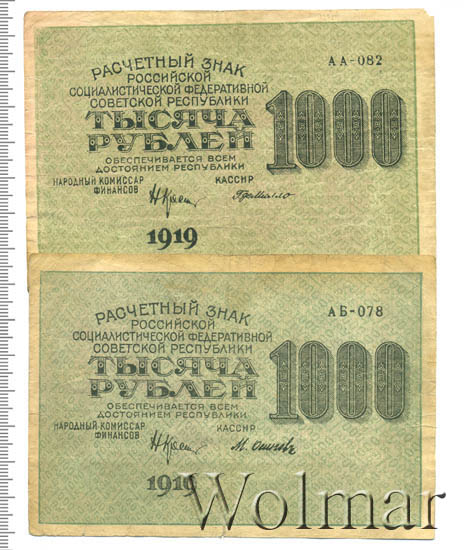 РАСЧЕТНЫЙ ЗНАК
РОССИЙСКОЙ
СОЦИАЛИСТИЧЕСКОЙ ФЕДЕРАТИВНОЙ
СОВЕТСКОЙ РЕСПУБЛИКИ
ТЫСЯЧА
РУБЛЕЙ
ОБЕСПЕЧИВАЕТСЯ ВСЕМ
ДОСТОЯНИЕМ РЕСПУБЛИКИ
НАРОДНЫЙ КОМИССАР
ФИНАНСОВ
КАССИР
1919
АА-082
1000
РАСЧЕТНЫЙ ЗНАК
РОССИЙСКОЙ
СОЦИАЛИСТИЧЕСКОЙ ФЕДЕРАТИВНОЙ
СОВЕТСКОЙ РЕСПУБЛИКИ
ТЫСЯЧА
РУБЛЕЙ
ОБЕСПЕЧИВАЕТСЯ ВСЕМ
ДОСТОЯНИЕМ РЕСПУБЛИКИ
НАРОДНЫЙ КОМИССАР
ФИНАНСОВ
КАССИР
1919
АБ-078
1000
Wolmar